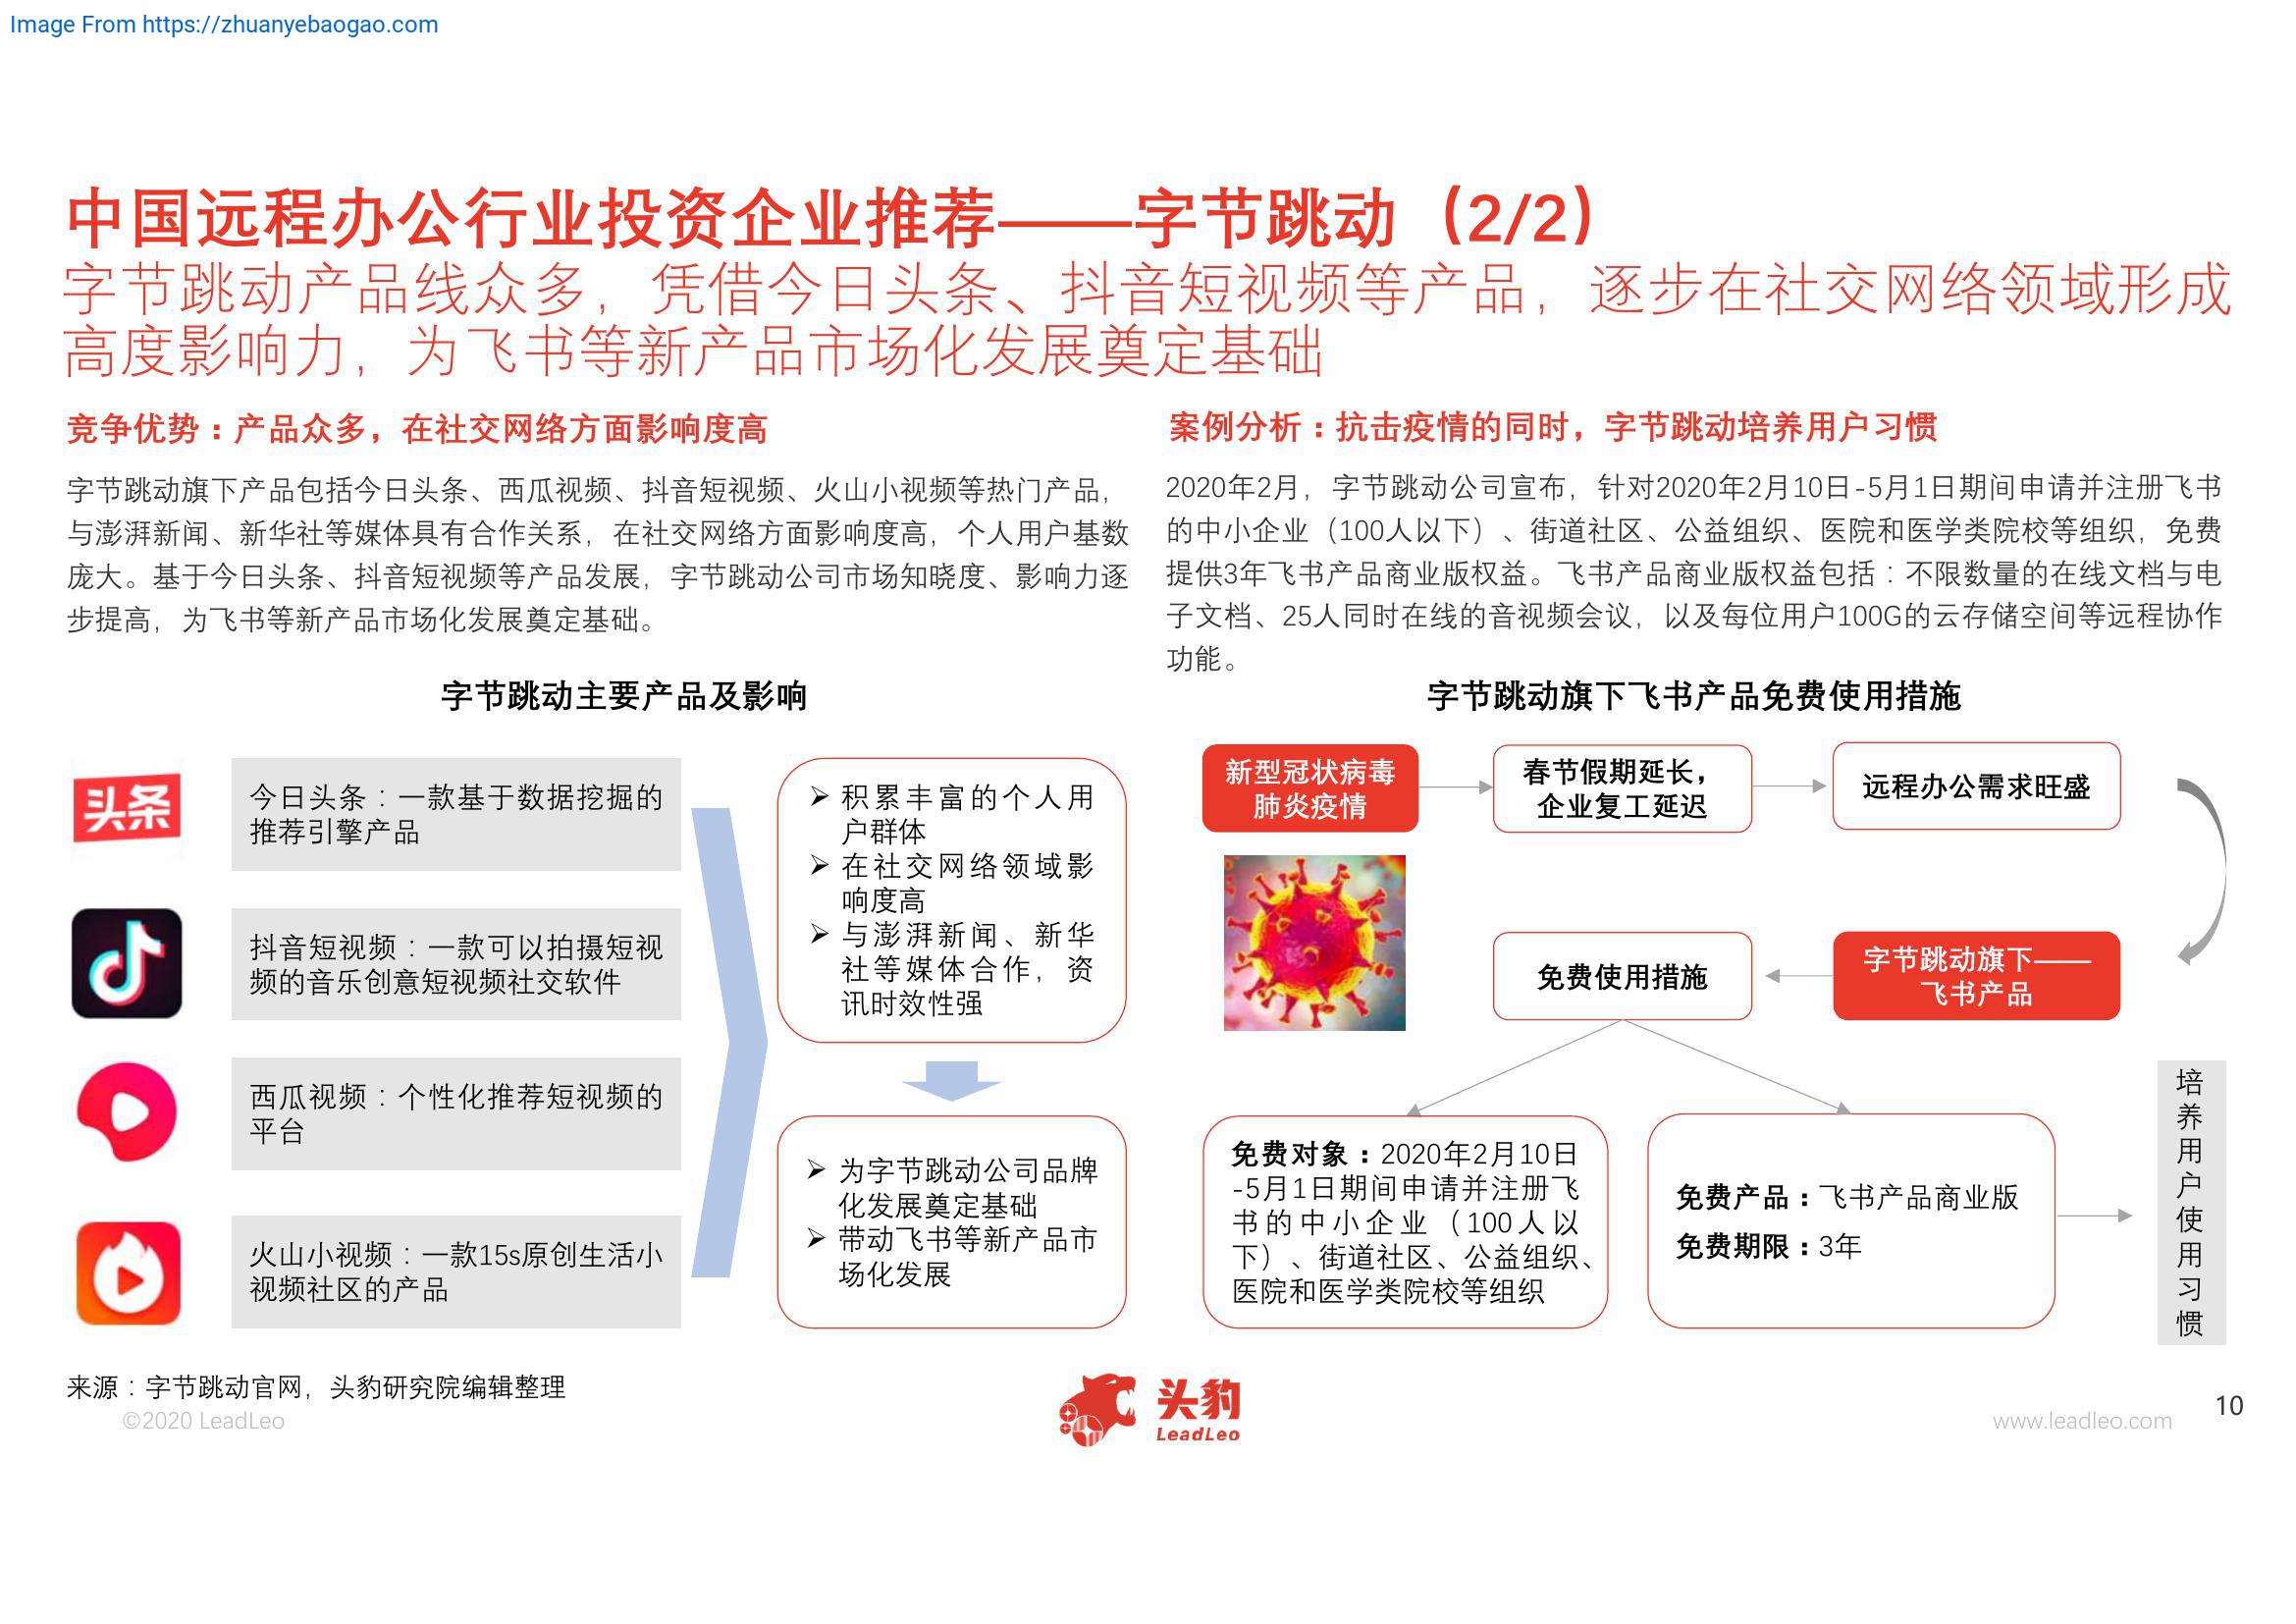 Image From https://zhuanyebaogao.com
中国远程办公行业投资企业推荐——字节跳动（2/2）
字节跳动产品线众多，凭借今日头条、抖音短视频等产品，逐步在社交网络领域形成
高度影响力，为飞书等新产品市场化发展奠定基础
竞争优势：产品众多，在社交网络方面影响度高
字节跳动旗下产品包括今日头条、西瓜视频、抖音短视频、火山小视频等热门产品，
与澎湃新闻、新华社等媒体具有合作关系，在社交网络方面影响度高，个人用户基数
庞大。基于今日头条、抖音短视频等产品发展，字节跳动公司市场知晓度、影响力逐
步提高，为飞书等新产品市场化发展奠定基础。
字节跳动主要产品及影响
头条
今日头条：一款基于数据挖掘的
推荐引擎产品
抖音短视频：一款可以拍摄短视
频的音乐创意短视频社交软件
西瓜视频：个性化推荐短视频的
平台
火山小视频：一款15s原创生活小
视频社区的产品
积累丰富的个人用
户群体
在社交网络领域影
响度高
与澎湃新闻、新华
社等媒体合作，资
讯时效性强
为字节跳动公司品牌
化发展奠定基础
带动飞书等新产品市
场化发展
案例分析：抗击疫情的同时，字节跳动培养用户习惯
2020年2月，字节跳动公司宣布，针对2020年2月10日-5月1日期间申请并注册飞书
的中小企业（100人以下）、街道社区、公益组织、医院和医学类院校等组织，免费
提供3年飞书产品商业版权益。飞书产品商业版权益包括：不限数量的在线文档与电
子文档、25人同时在线的音视频会议，以及每位用户100G的云存储空间等远程协作
功能。
字节跳动旗下飞书产品免费使用措施
新型冠状病毒
肺炎疫情
春节假期延长，
企业复工延迟
远程办公需求旺盛
字节跳动旗下——
飞书产品
免费使用措施
免费对象：2020年2月10日
-5月1日期间申请并注册飞
书的中小企业（100人以
下）、街道社区、公益组织、
医院和医学类院校等组织
免费产品：飞书产品商业版
免费期限：3年
培养用户使用习惯
来源：字节跳动官网，头豹研究院编辑整理
©2020 LeadLeo
头豹
LeadLeo
www.leadleo.com
10